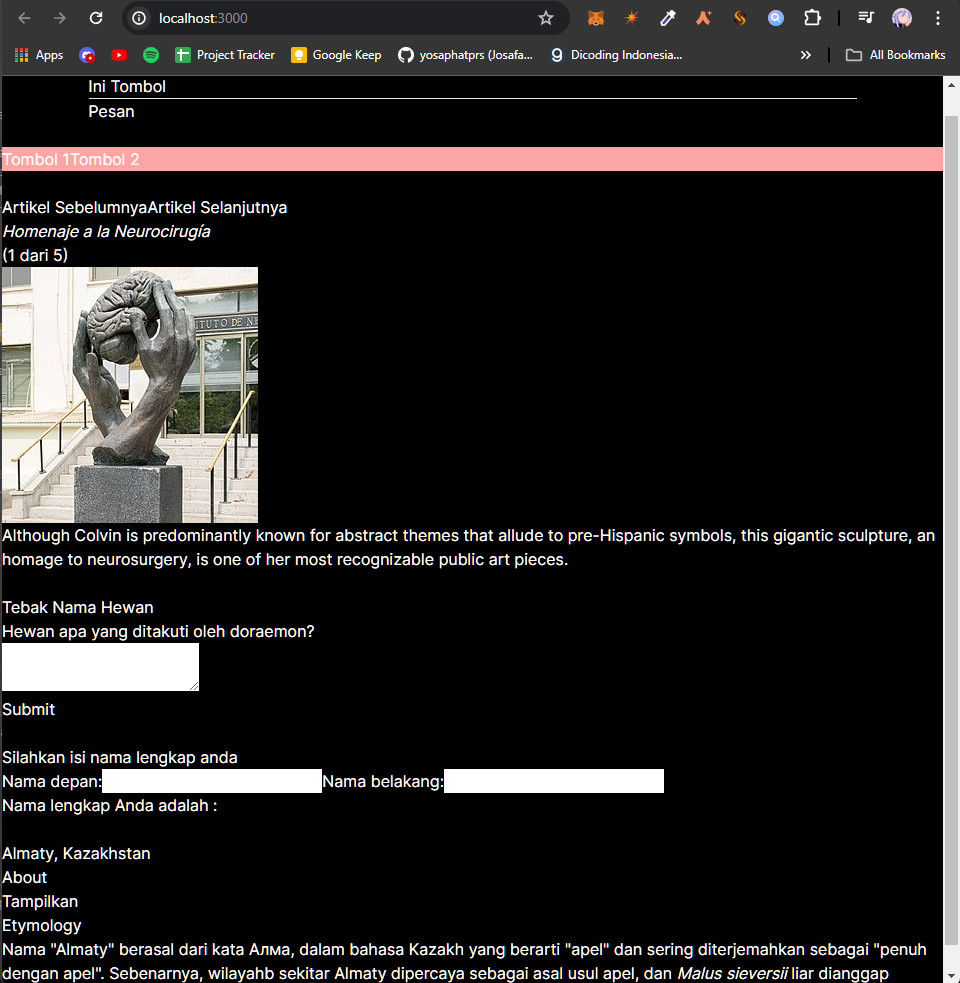 localhost:3000
Apps
Project Tracker
Google Keep
yosaphatprs (Josafa...
Dicoding Indonesia...
All Bookmarks
Ini Tombol
Pesan
Tombol 1Tombol 2
Artikel SebelumnyaArtikel Selanjutnya
Homenaje a la Neurocirugía
(1 dari 5)
ITUTO DE NE
Although Colvin is predominantly known for abstract themes that allude to pre-Hispanic symbols, this gigantic sculpture, an
homage to neurosurgery, is one of her most recognizable public art pieces.
Tebak Nama Hewan
Hewan apa yang ditakuti oleh doraemon?
Submit
Silahkan isi nama lengkap anda
Nama depan: Nama belakang:
Nama lengkap Anda adalah :
Almaty, Kazakhstan
About
Tampilkan
Etymology
Nama "Almaty" berasal dari kata Алма, dalam bahasa Kazakh yang berarti "apel" dan sering diterjemahkan sebagai "penuh
dengan apel". Sebenarnya, wilayahb sekitar Almaty dipercaya sebagai asal usul apel, dan Malus sieversii liar dianggap